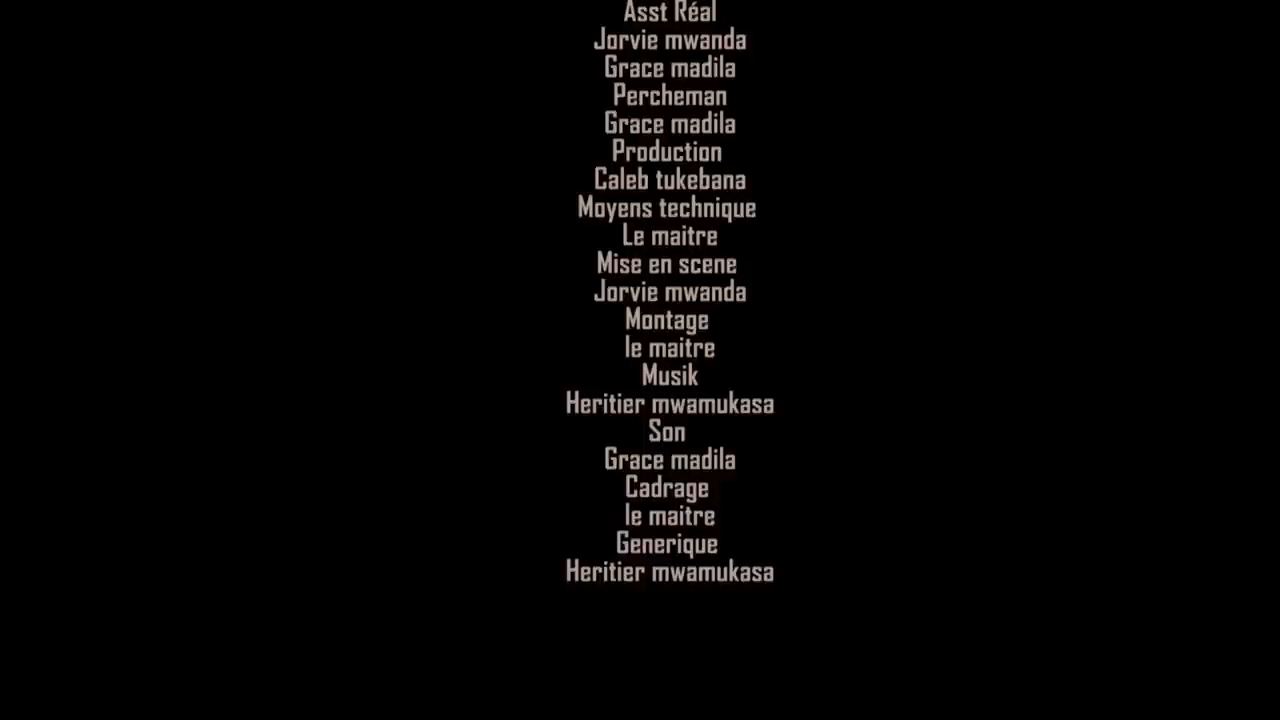 Asst Réal
Jorvie mwanda
Grace madila
Percheman
Grace madila
Production
Caleb tukebana
Moyens technique
Le maitre
Mise en scene
Jorvie mwanda
Montage
le maitre
Musik
Heritier mwamukasa
Son
Grace madila
Cadrage
le maitre
Generique
Heritier mwamukasa